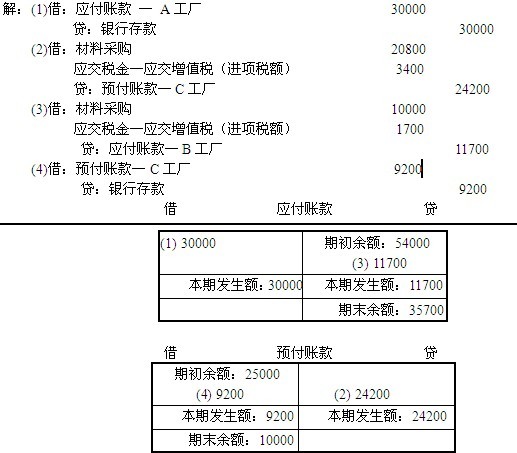 解：(1)借：应付账款 一 A 工厂 30000
贷：银行存款 30000
(2)借：材料采购 20800
应交税金一应交增值税（进项税额） 3400
贷：预付账款一 C 工厂 24200
(3)借：材料采购 10000
应交税金一应交增值税（进项税额） 1700
贷：应付账款一 B 工厂 11700
(4)借：预付账款一 C 工厂 9200
贷：银行存款 9200
借 应付账款 贷
(1) 30000 期初余额：54000
(3) 11700
本期发生额：30000 本期发生额：11700
期末余额：35700
借 预付账款 贷
期初余额：25000
(4) 9200 (2) 24200
本期发生额：9200 本期发生额：24200
期末余额：10000